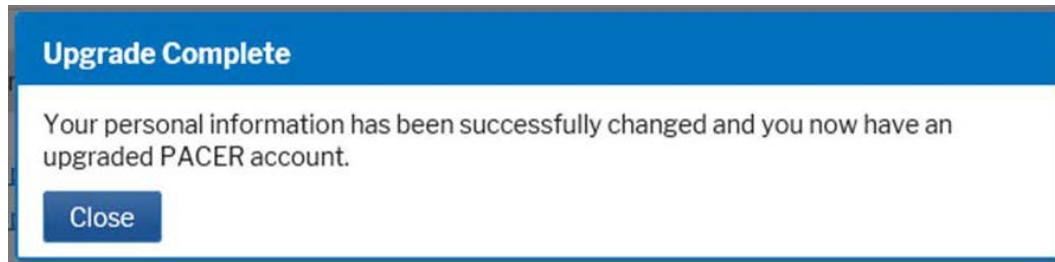 Upgrade Complete
Your personal information has been successfully changed and you now have an
upgraded PACER account.
Close